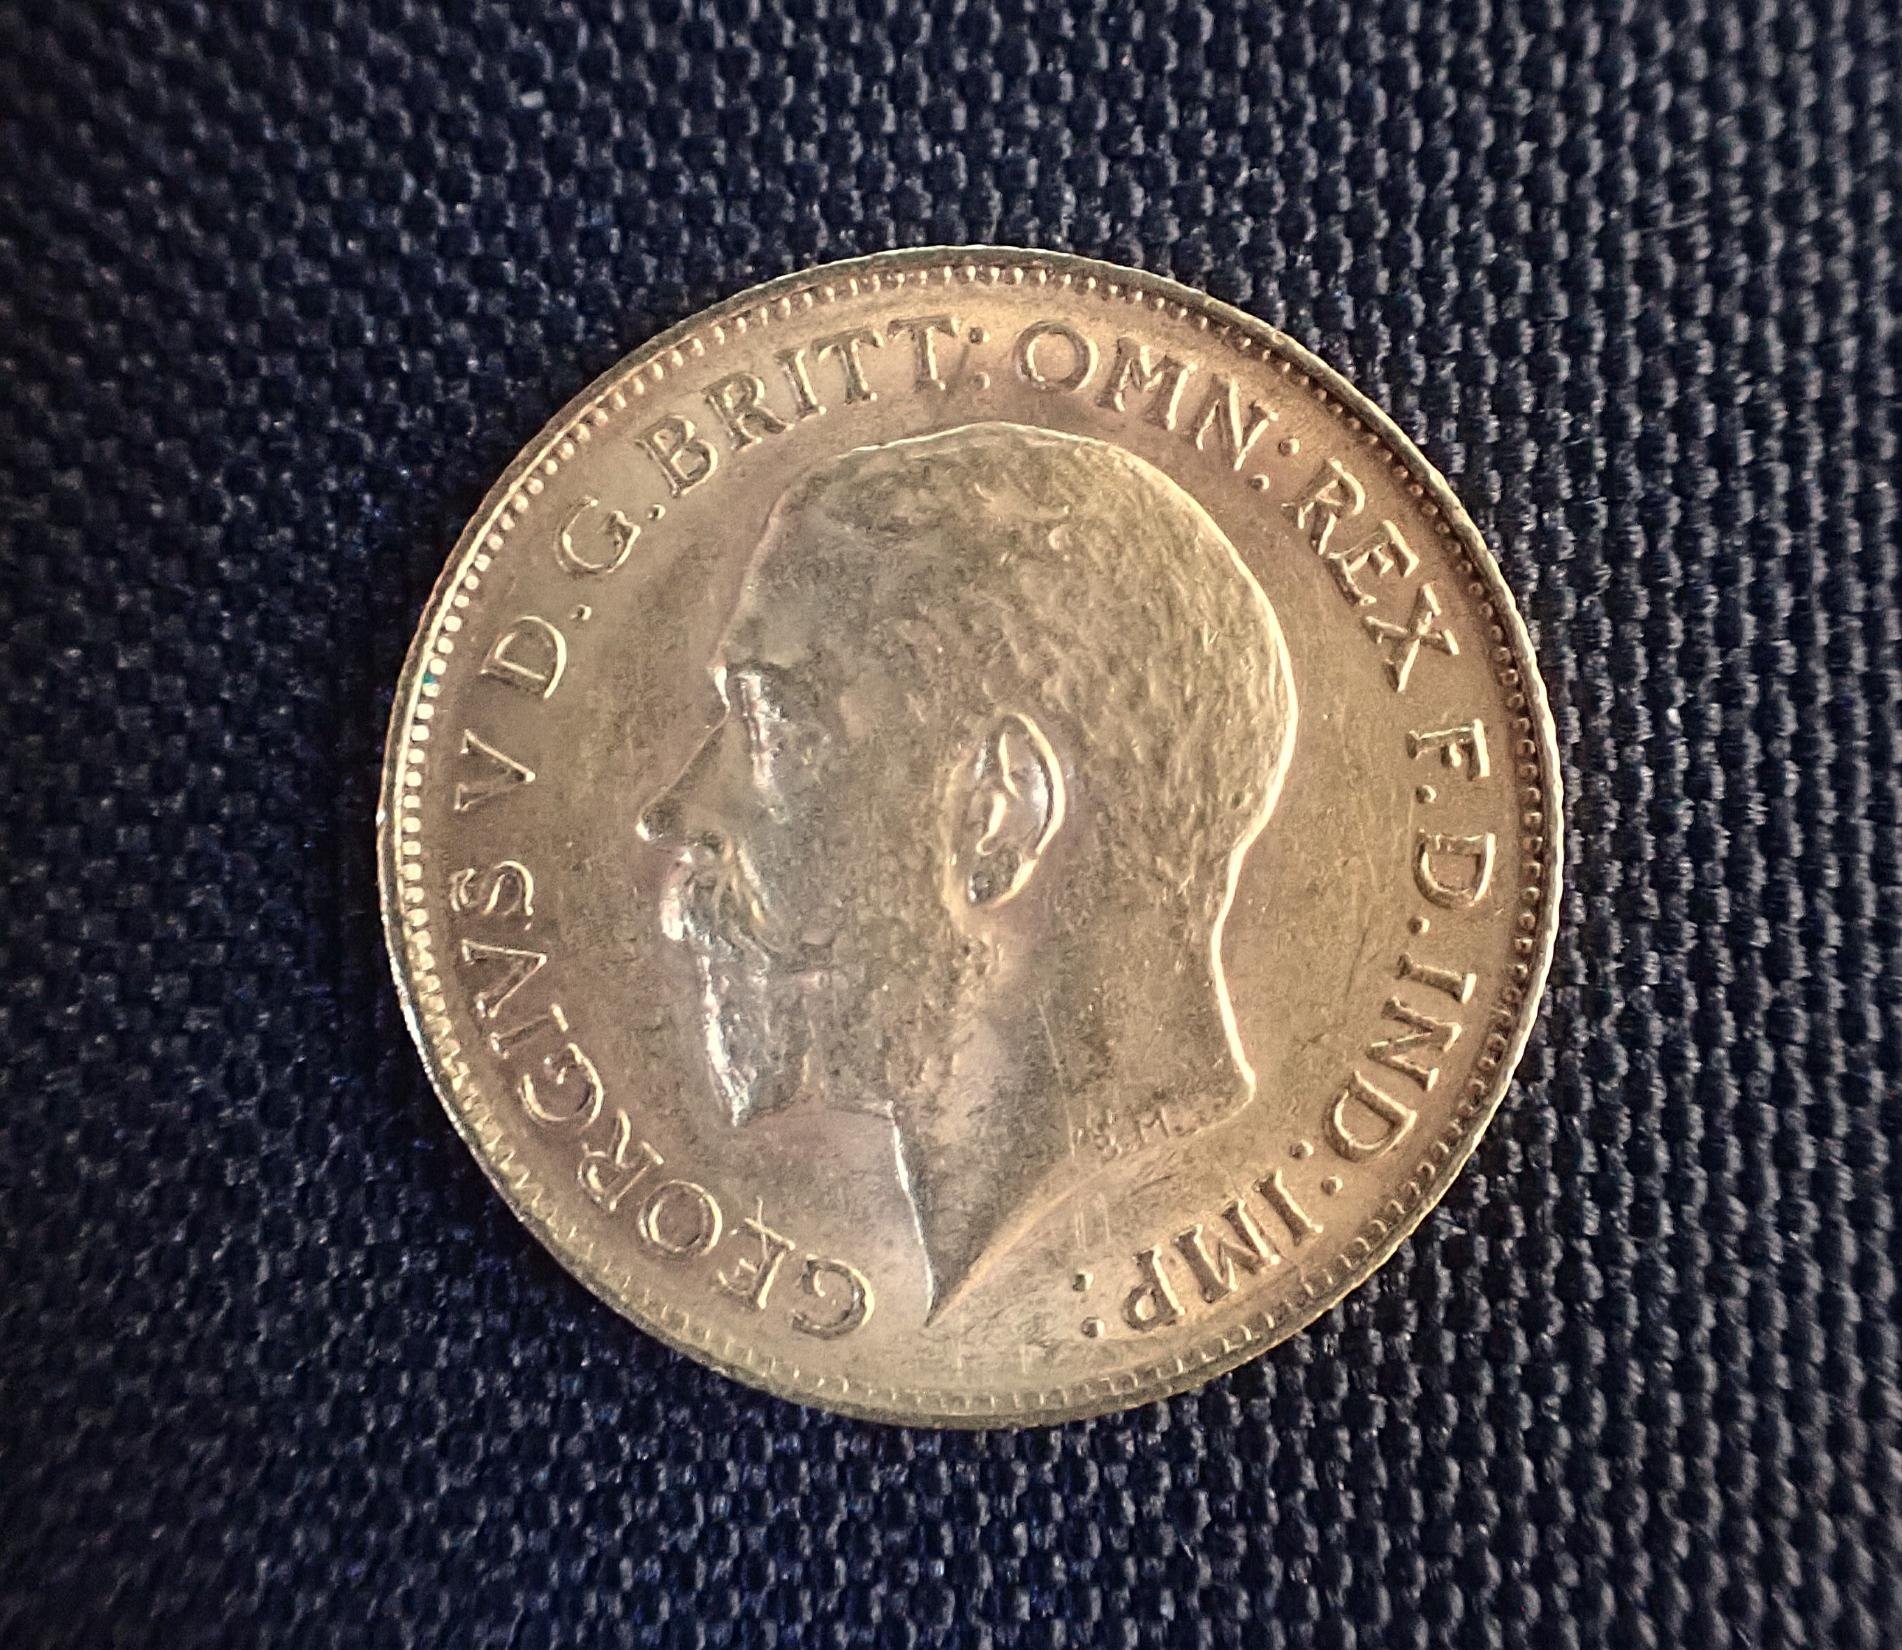 GEORGIVS V D.G.BRITT:OMN:REX F.D.IND:IMP:
B.M.